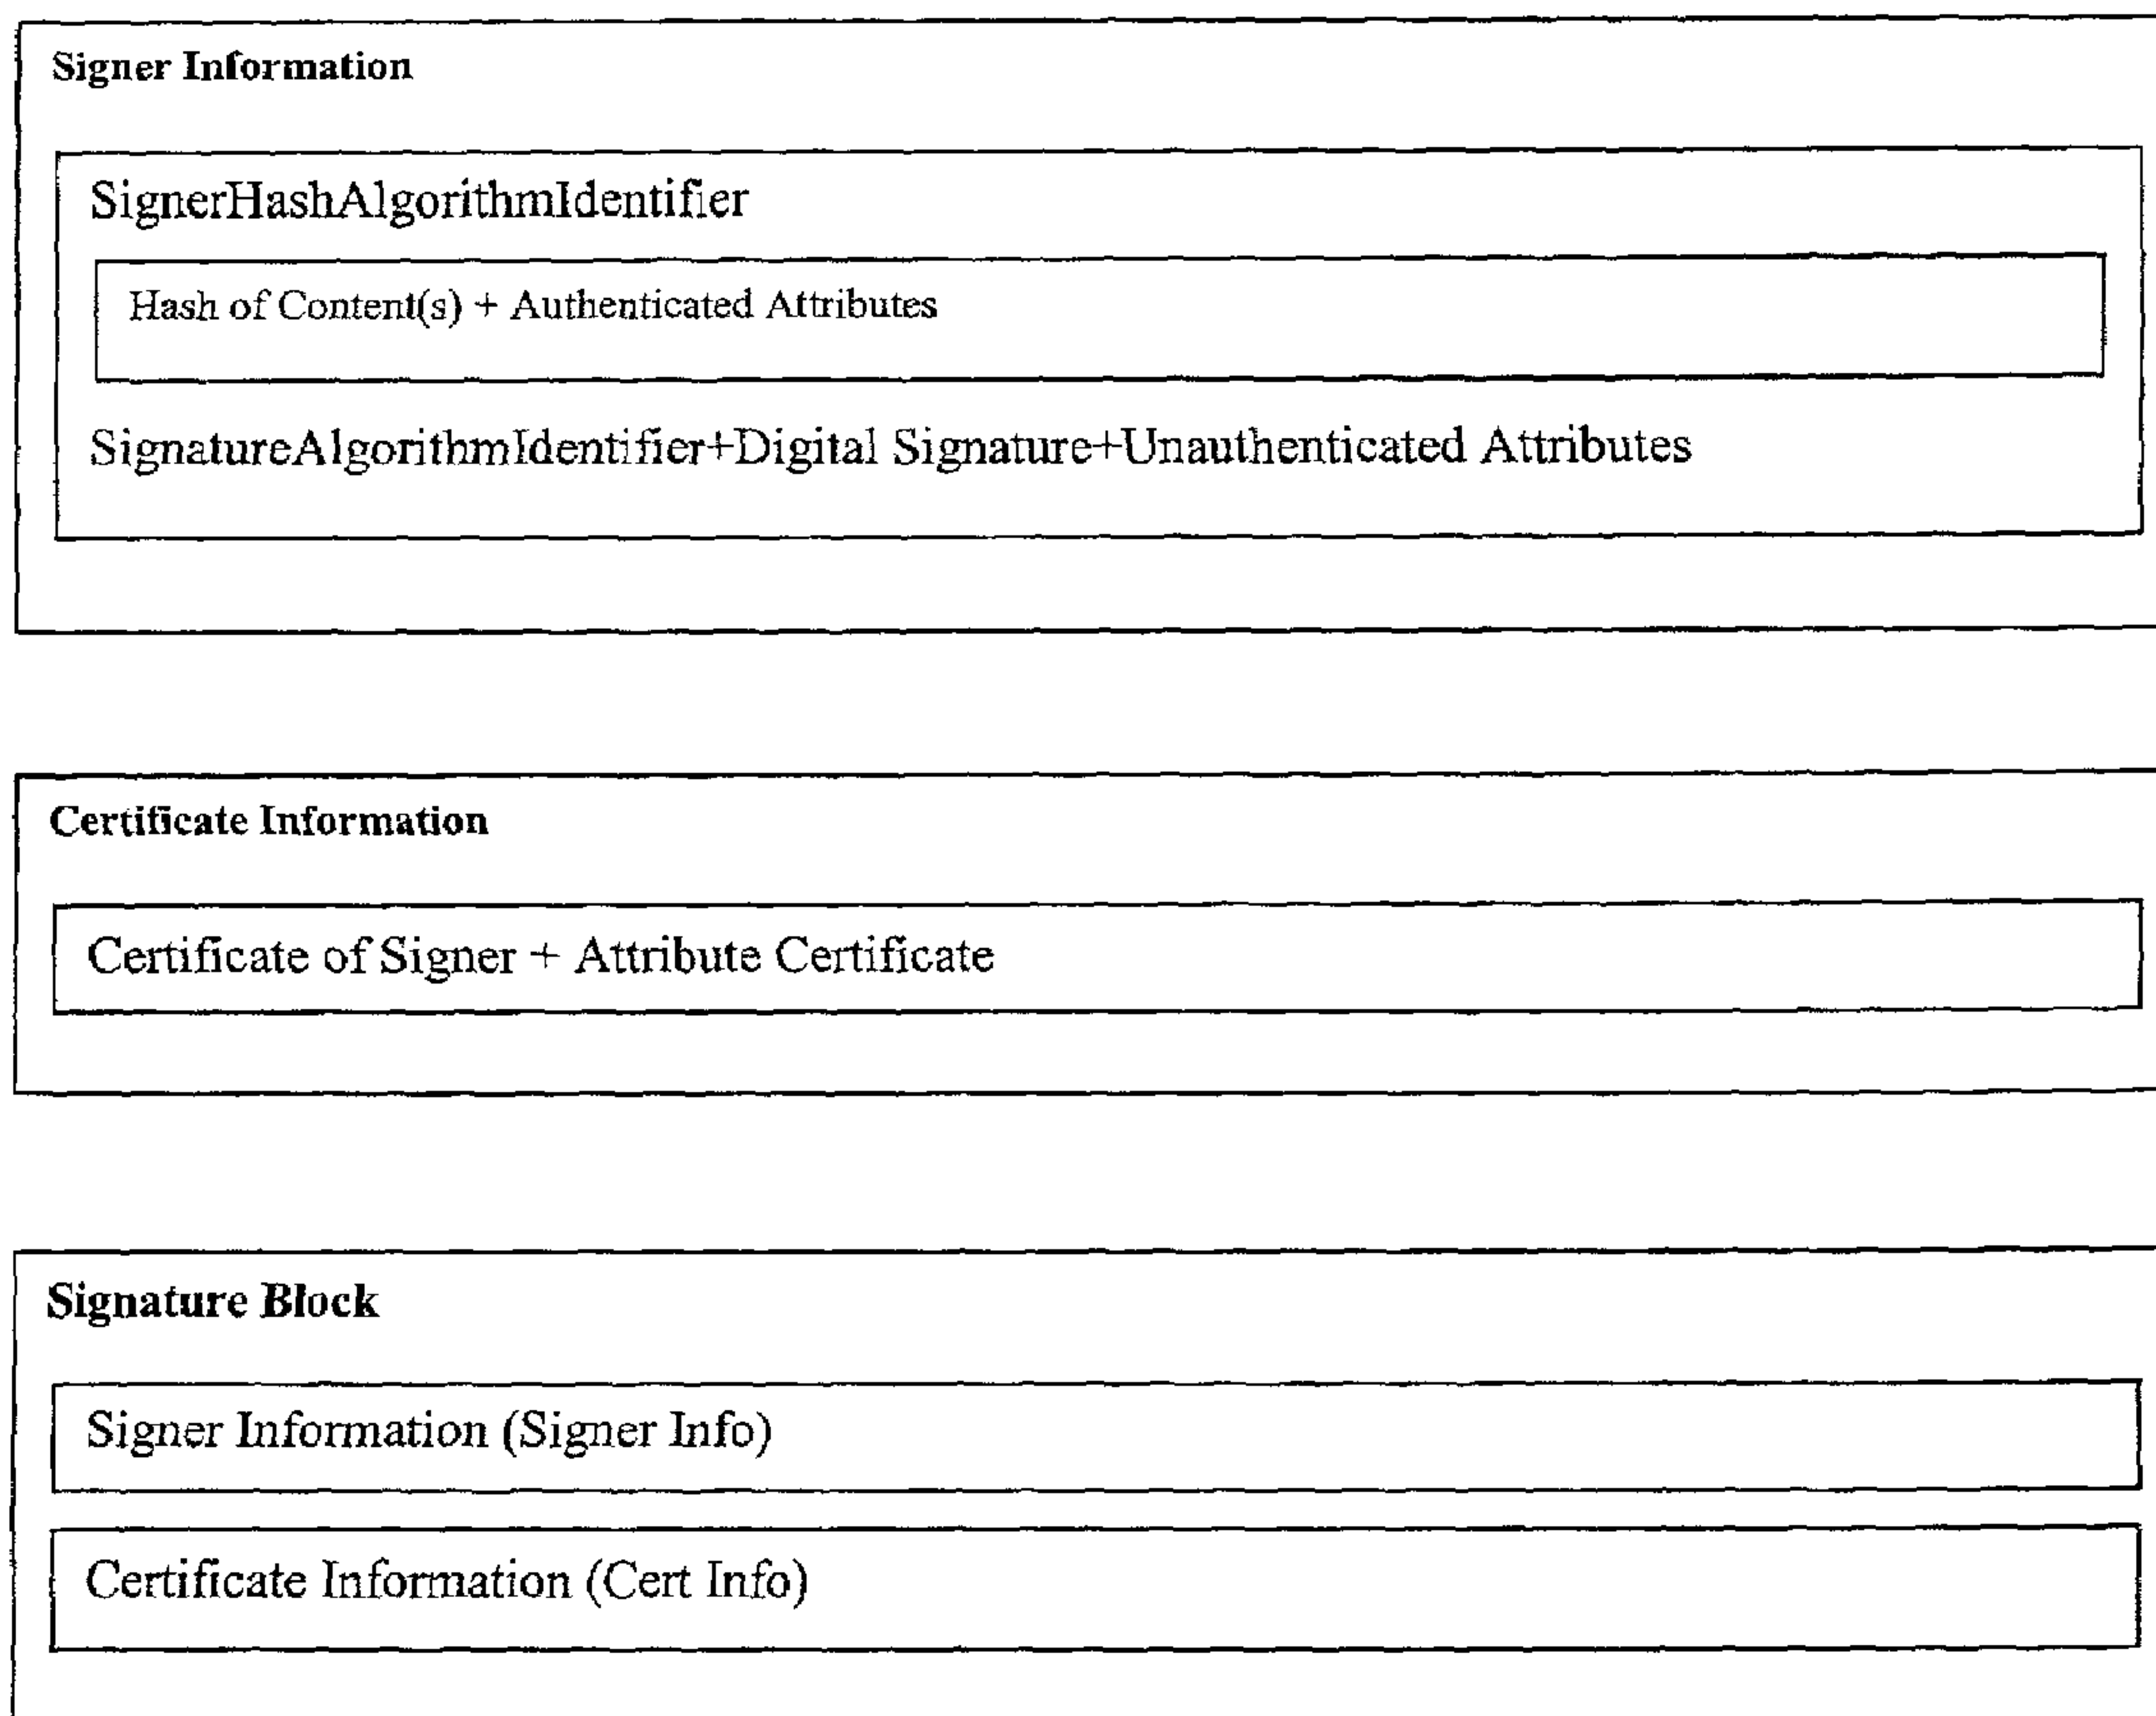 Signer Information
SignerHashAlgorithmIdentifier
Hash of Content(s) + Authenticated Attributes
SignatureAlgorithmIdentifier+Digital Signature+Unauthenticated Attributes
Certificate Information
Certificate of Signer + Attribute Certificate
Signature Block
Signer Information (Signer Info)
Certificate Information (Cert Info)